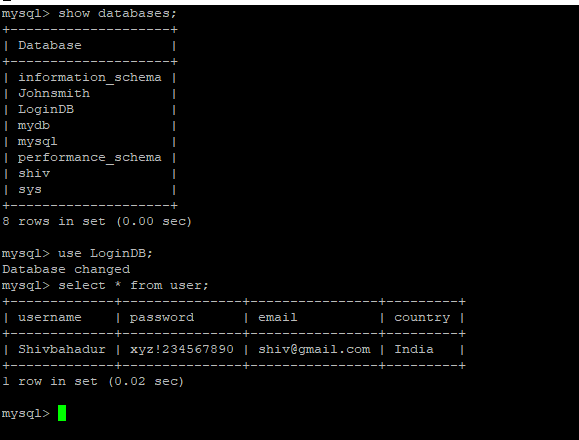 mysql> show databases;
+--------------------+
| Database           |
+--------------------+
| information_schema |
| Johnsmith          |
| LoginDB            |
| mydb               |
| mysql              |
| performance_schema |
| shiv               |
| sys                |
+--------------------+
8 rows in set (0.00 sec)
mysql> use LoginDB;
Database changed
mysql> select * from user;
+-------------+---------------+----------------+---------+
| username    | password      | email          | country |
+-------------+---------------+----------------+---------+
| Shivbahadur | xyz!234567890 | shiv@gmail.com | India   |
+-------------+---------------+----------------+---------+
1 row in set (0.02 sec)
mysql>